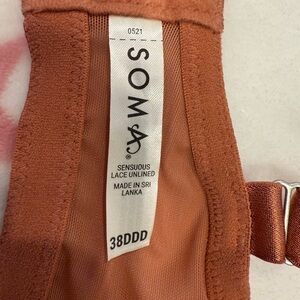 0521
SOMA®
SENSUOUS
LACE UNLINED
MADE IN SRI
LANKA
38DDD